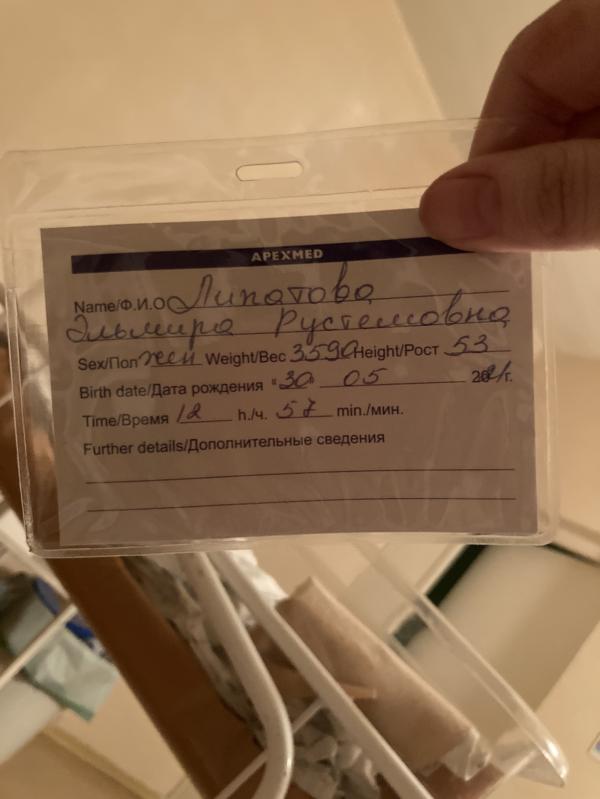 APEXMED
Name/Ф.И.О Липатова
Эльмира Рустемовна
Sex/Пол жен Weight/Вес 3590 Height/Рост 53
Birth date/Дата рождения "30" 05 2021г.
Time/Время 12 h./ч. 57 min./мин.
Further details/Дополнительные сведения